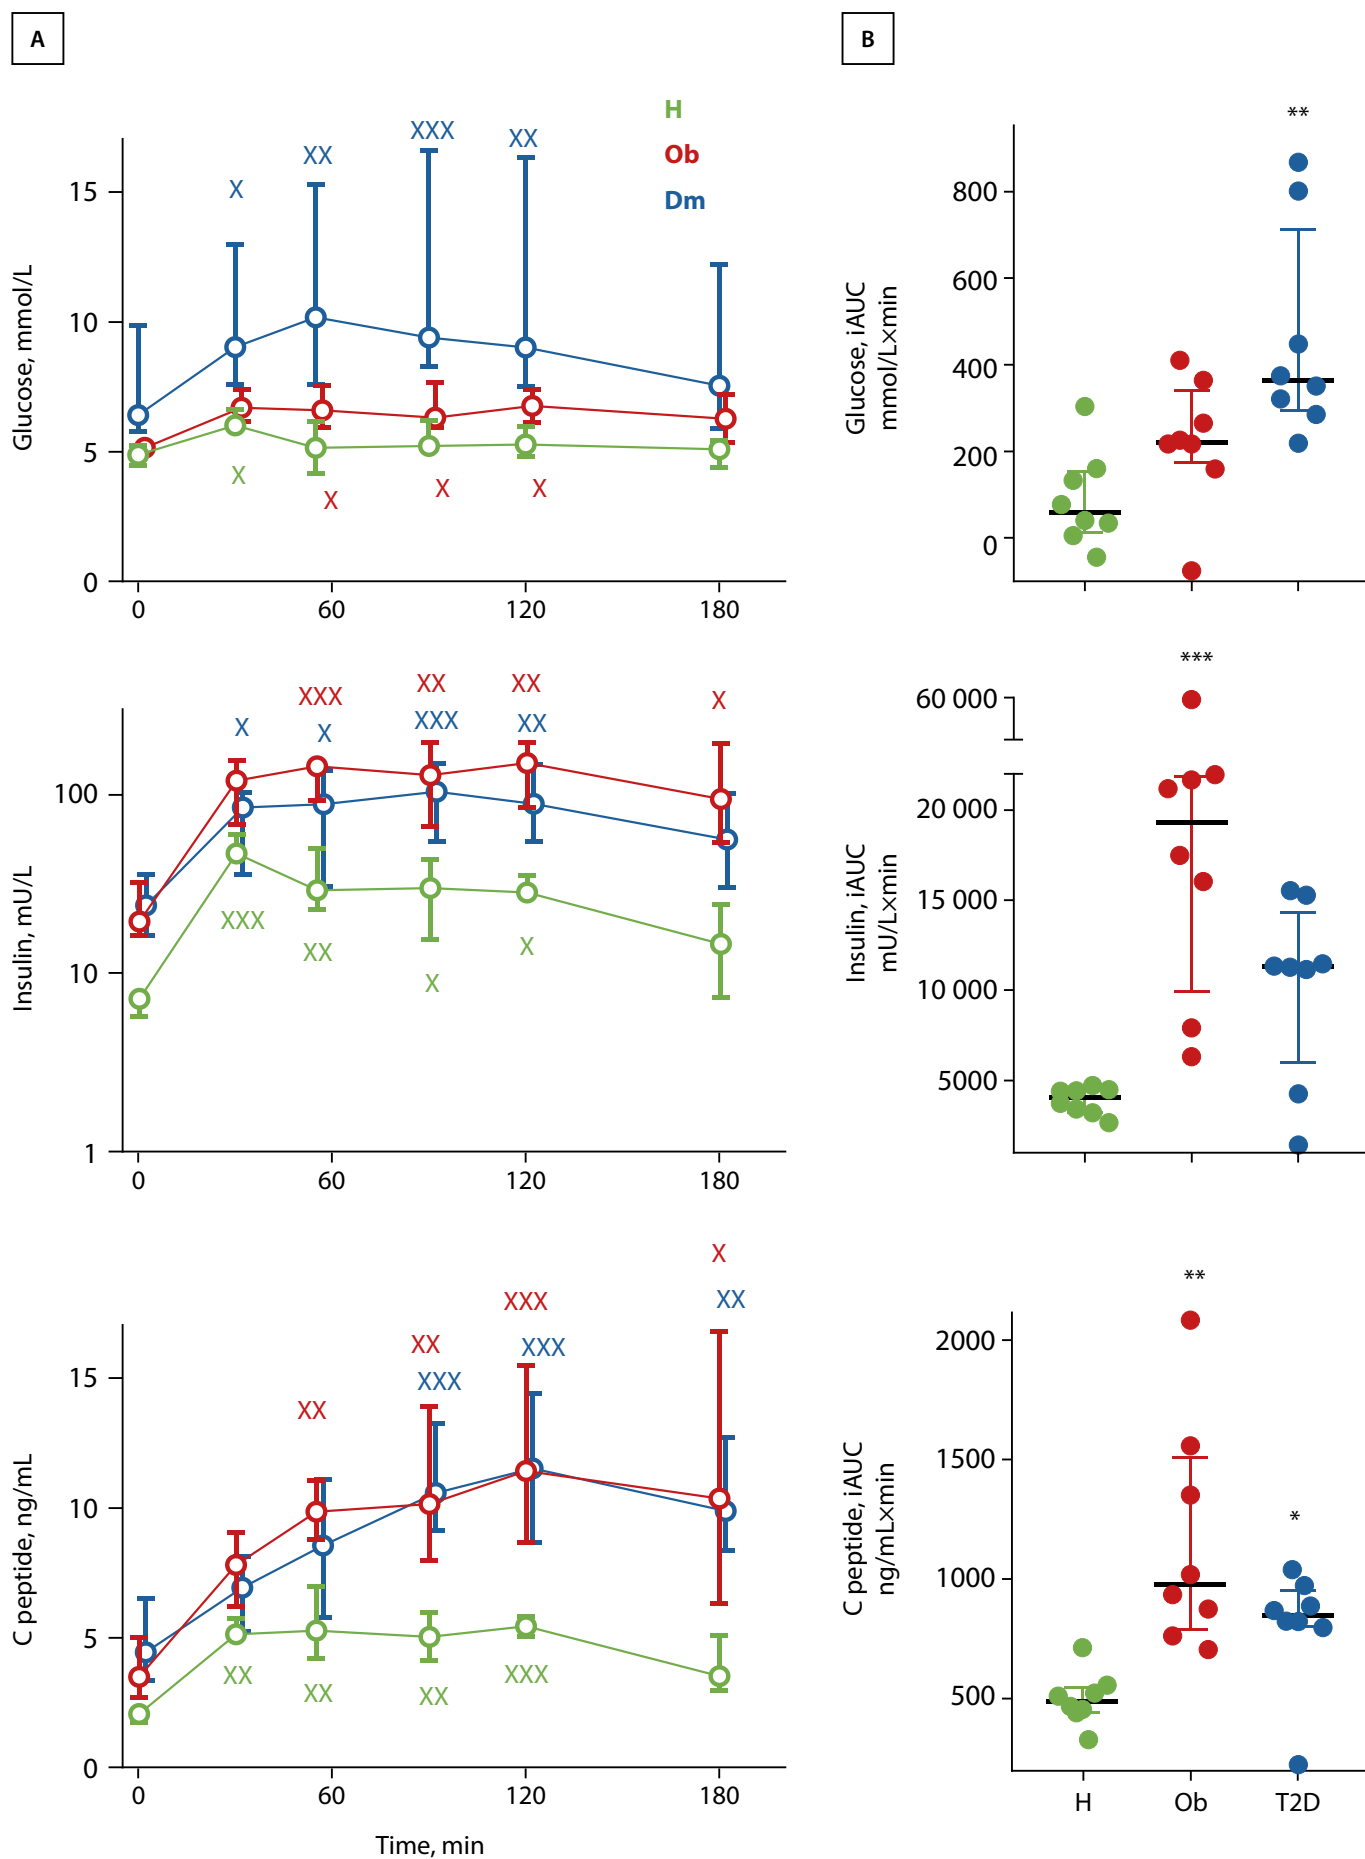 A
B
H
Ob
Dm
X
XX
XXX
XX
15
10
5
0
Glucose, mmol/L
X
X
X
X
0
60
120
180
**
800
600
400
200
0
Glucose, iAUC
mmol/L×min
XXX
XX
XX
X
X
X
XXX
XX
100
10
1
Insulin, mU/L
XXX
XX
X
X
0
60
120
180
***
60 000
20 000
15 000
10 000
5000
Insulin, iAUC
mU/L×min
X
XX
XXX
XXX
XX
XXX
XX
15
10
5
0
C peptide, ng/mL
XX
XX
XX
XXX
0
60
120
180
Time, min
**
*
2000
1500
1000
500
C peptide, iAUC
ng/mL×min
H
Ob
T2D